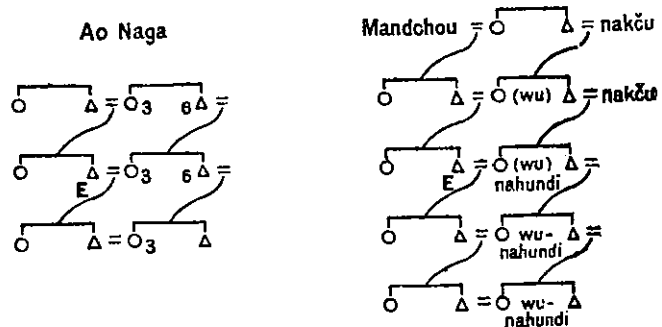 Ao Naga
3 6
E 3 6
3
Mandchou nakču
(wu) nakču
E (wu)
nahundi
wu-
nahundi
wu-
nahundi